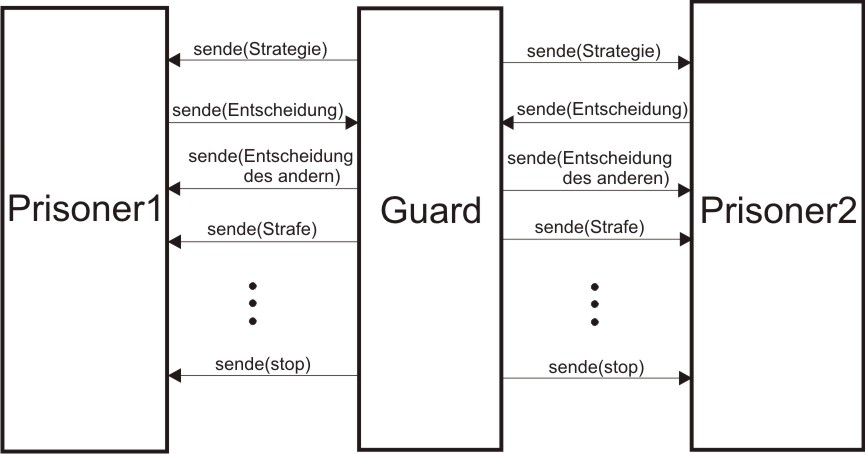 sende(Strategie)
sende(Strategie)
sende(Entscheidung)
sende(Entscheidung)
sende(Entscheidung
des andern)
sende(Entscheidung
des anderen)
Prisoner1
Guard
Prisoner2
sende(Strafe)
sende(Strafe)
sende(stop)
sende(stop)